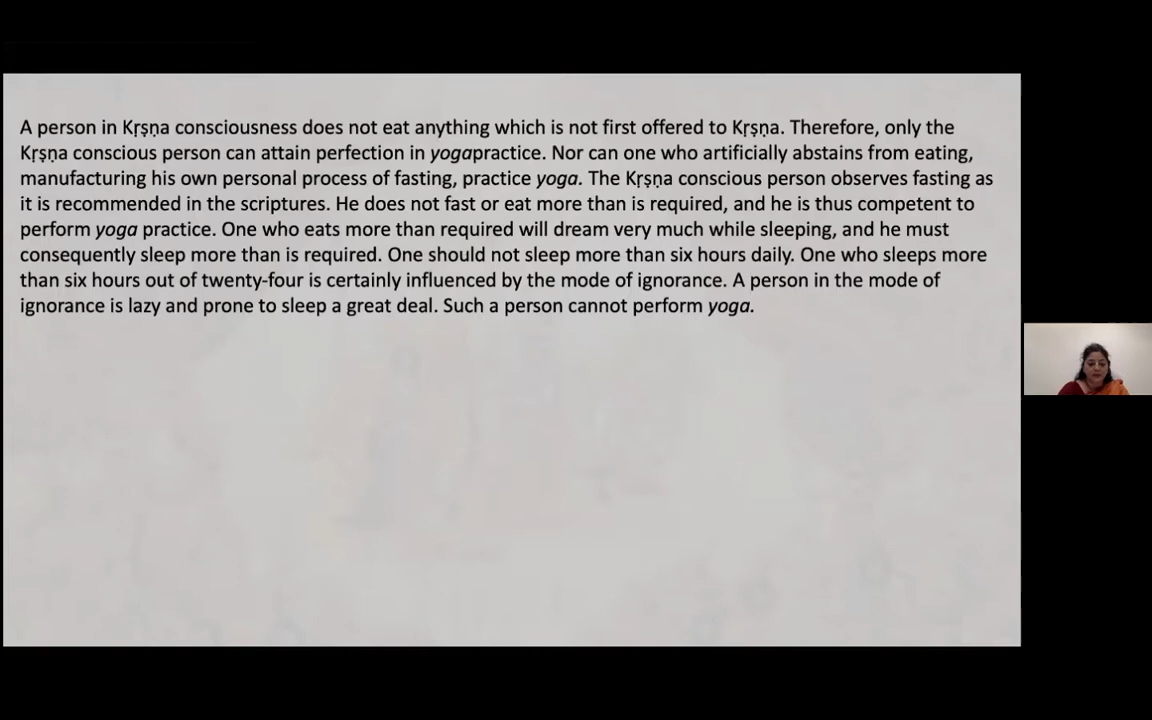 A person in Kṛṣṇa consciousness does not eat anything which is not first offered to Kṛṣṇa. Therefore, only the
Kṛṣṇa conscious person can attain perfection in yogapractice. Nor can one who artificially abstains from eating,
manufacturing his own personal process of fasting, practice yoga. The Kṛṣṇa conscious person observes fasting as
it is recommended in the scriptures. He does not fast or eat more than is required, and he is thus competent to
perform yoga practice. One who eats more than required will dream very much while sleeping, and he must
consequently sleep more than is required. One should not sleep more than six hours daily. One who sleeps more
than six hours out of twenty-four is certainly influenced by the mode of ignorance. A person in the mode of
ignorance is lazy and prone to sleep a great deal. Such a person cannot perform yoga.